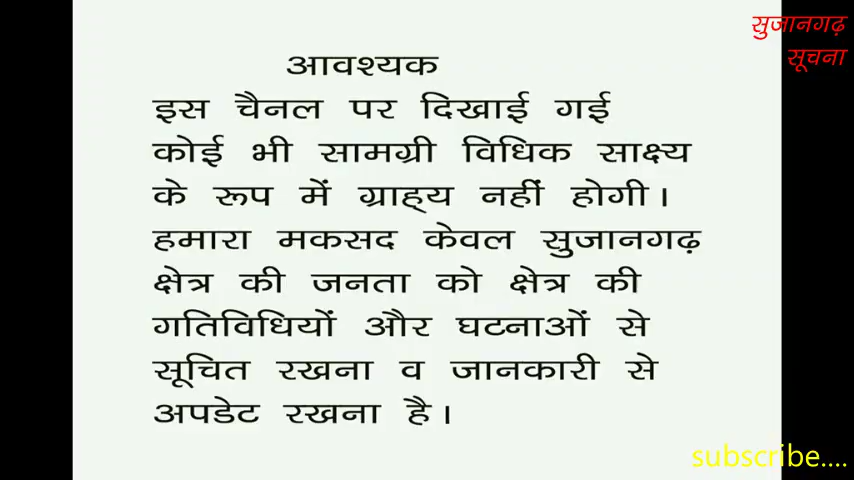 सुजानगढ़
सूचना
आवश्यक
इस चैनल पर दिखाई गई
कोई भी सामग्री विधिक साक्ष्य
के रूप में ग्राह्य नहीं होगी।
हमारा मकसद केवल सुजानगढ़
क्षेत्र की जनता को क्षेत्र की
गतिविधियों और घटनाओं से
सूचित रखना व जानकारी से
अपडेट रखना है।
subscribe....